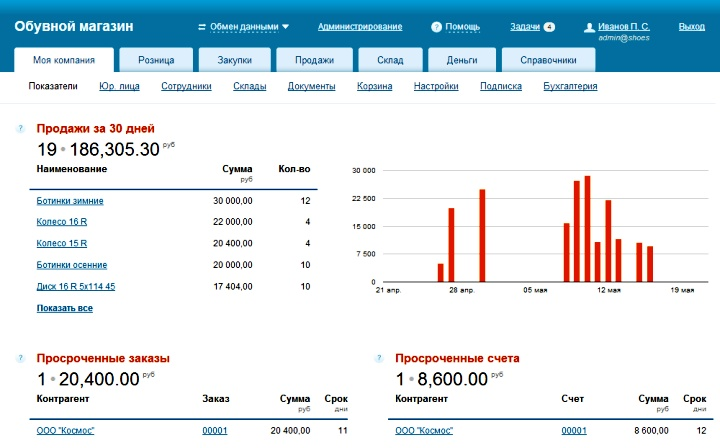 Обувной магазин Обмен данными Администрирование ? Помощь Задачи 4 Иванов П. С. Выход
admin@shoes
Моя компания Розница Закупки Продажи Склад Деньги Справочники
Показатели Юр. лица Сотрудники Склады Документы Корзина Настройки Подписка Бухгалтерия
? Продажи за 30 дней
19 • 186,305.30 руб
Наименование Сумма Кол-во
руб
Ботинки зимние 30 000,00 12
Колесо 16 R 22 000,00 4
Колесо 15 R 20 400,00 4
Ботинки осенние 20 000,00 10
Диск 16 R 5x114.45 17 404,00 10
Показать все
30 000
22 500
15 000
7 500
0
21 апр. 28 апр. 05 мая 12 мая 19 мая
? Просроченные заказы
1 • 20,400.00 руб
Контрагент Заказ Сумма Срок
руб дни
ООО "Космос" 00001 20 400,00 11
? Просроченные счета
1 • 8,600.00 руб
Контрагент Счет Сумма Срок
руб дни
ООО "Космос" 00001 8 600,00 12